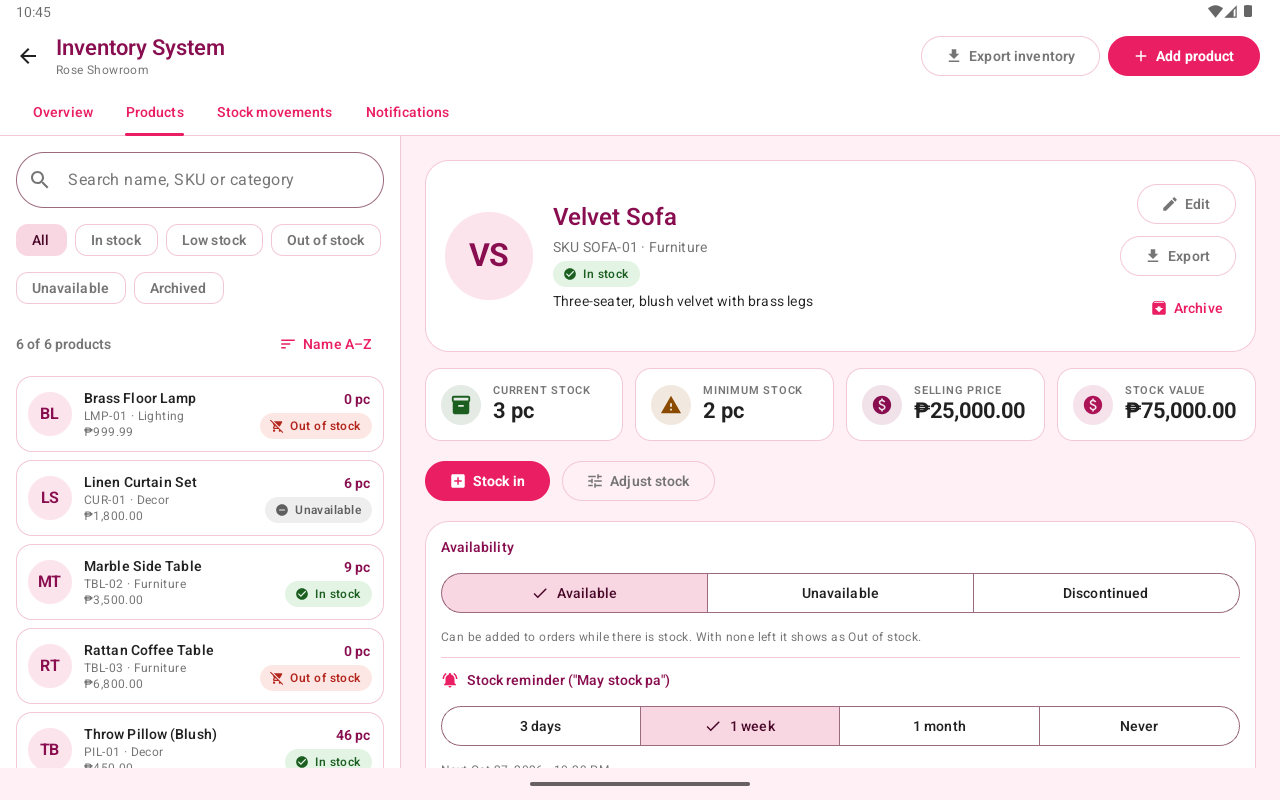 10:45
Inventory System
Rose Showroom
Export inventory
Add product
Overview
Products
Stock movements
Notifications
Search name, SKU or category
All
In stock
Low stock
Out of stock
Unavailable
Archived
6 of 6 products
Name A–Z
BL
Brass Floor Lamp
LMP-01 · Lighting
₱999.99
0 pc
Out of stock
LS
Linen Curtain Set
CUR-01 · Decor
₱1,800.00
6 pc
Unavailable
MT
Marble Side Table
TBL-02 · Furniture
₱3,500.00
9 pc
In stock
RT
Rattan Coffee Table
TBL-03 · Furniture
₱6,800.00
0 pc
Out of stock
TB
Throw Pillow (Blush)
PIL-01 · Decor
₱450.00
46 pc
In stock
VS
Velvet Sofa
SKU SOFA-01 · Furniture
In stock
Three-seater, blush velvet with brass legs
Edit
Export
Archive
CURRENT STOCK
3 pc
MINIMUM STOCK
2 pc
SELLING PRICE
₱25,000.00
STOCK VALUE
₱75,000.00
Stock in
Adjust stock
Availability
Available
Unavailable
Discontinued
Can be added to orders while there is stock. With none left it shows as Out of stock.
Stock reminder ("May stock pa")
3 days
1 week
1 month
Never